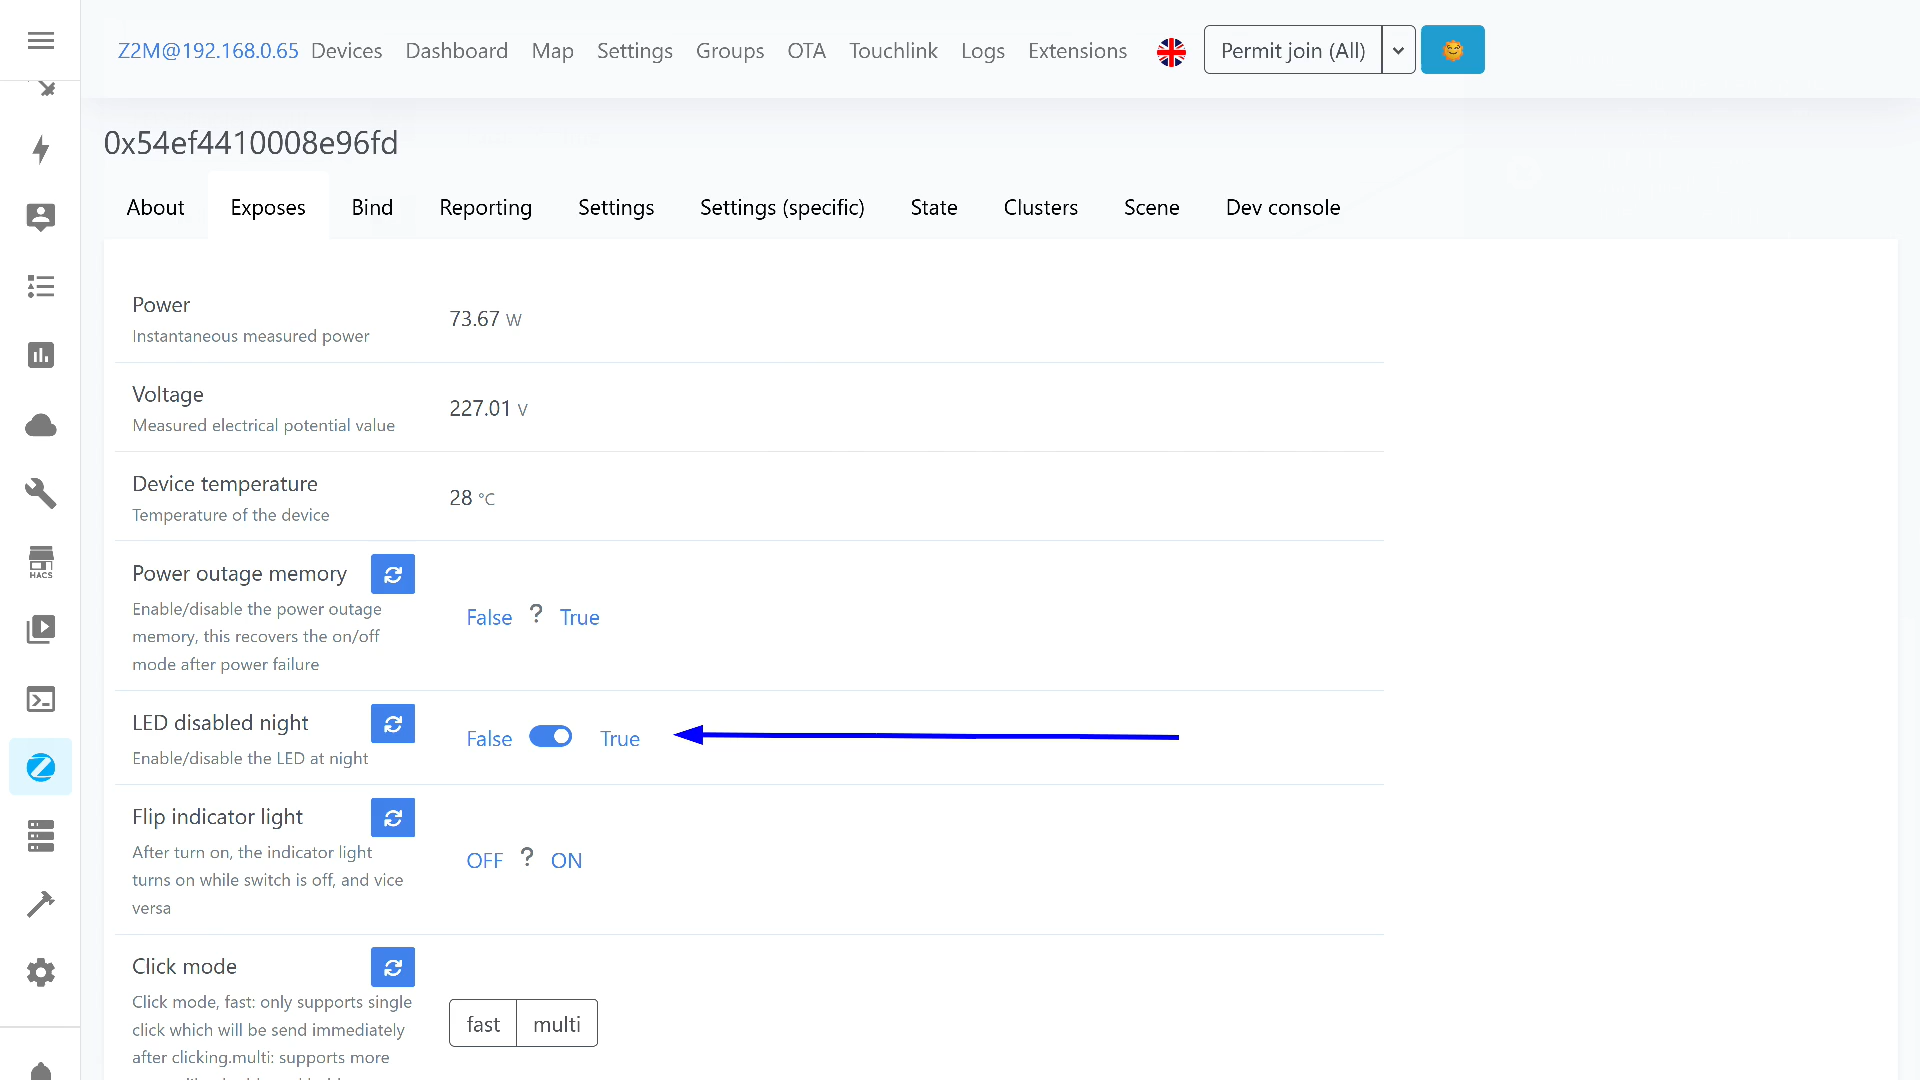 Z2M@192.168.0.65 Devices Dashboard Map Settings Groups OTA Touchlink Logs Extensions Permit join (All)
0x54ef4410008e96fd
About Exposes Bind Reporting Settings Settings (specific) State Clusters Scene Dev console
Power
Instantaneous measured power
73.67 W
Voltage
Measured electrical potential value
227.01 V
Device temperature
Temperature of the device
28 °C
Power outage memory
Enable/disable the power outage
memory, this recovers the on/off
mode after power failure
False ? True
LED disabled night
Enable/disable the LED at night
False True
Flip indicator light
After turn on, the indicator light
turns on while switch is off, and vice
versa
OFF ? ON
Click mode
Click mode, fast: only supports single
click which will be send immediately
after clicking.multi: supports more
fast multi
HACS